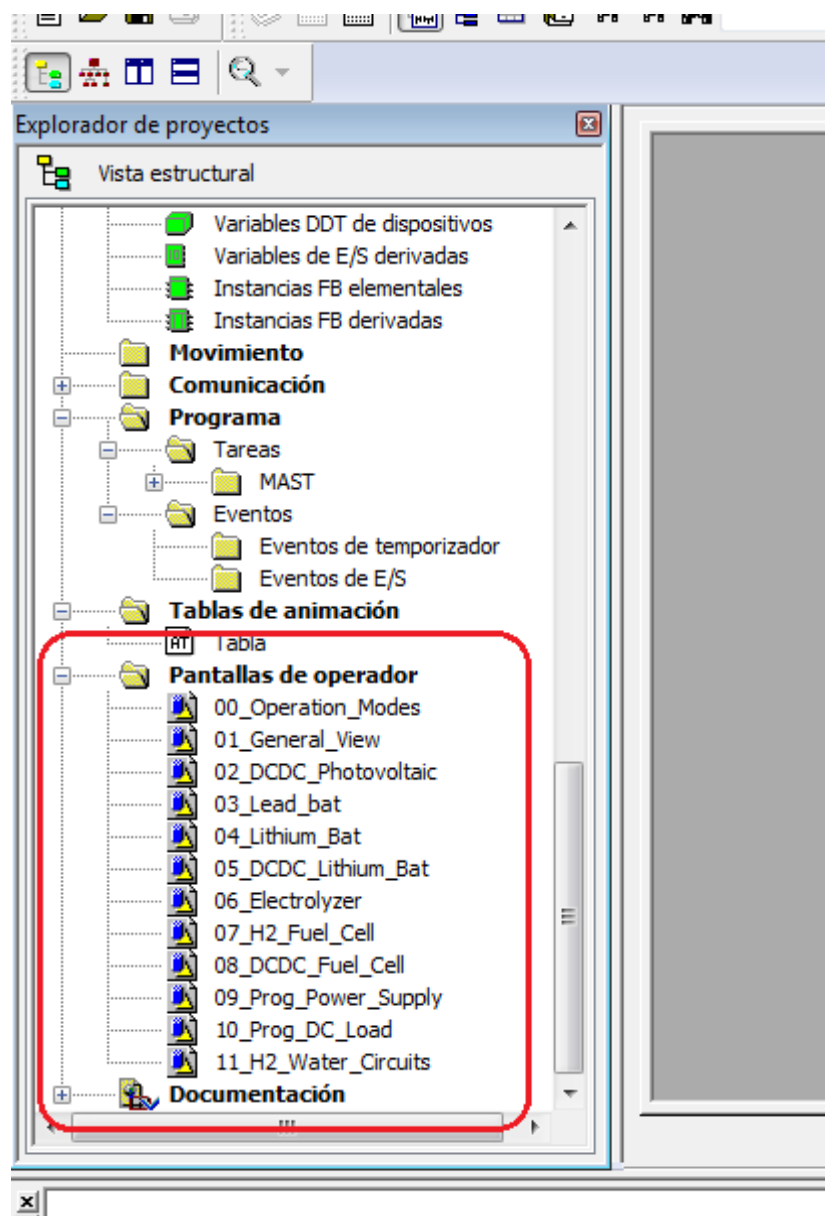 Explorador de proyectos
Vista estructural
Variables DDT de dispositivos
Variables de E/S derivadas
Instancias FB elementales
Instancias FB derivadas
Movimiento
Comunicación
Programa
Tareas
MAST
Eventos
Eventos de temporizador
Eventos de E/S
Tablas de animación
Tabla
Pantallas de operador
00_Operation_Modes
01_General_View
02_DCDC_Photovoltaic
03_Lead_bat
04_Lithium_Bat
05_DCDC_Lithium_Bat
06_Electrolyzer
07_H2_Fuel_Cell
08_DCDC_Fuel_Cell
09_Prog_Power_Supply
10_Prog_DC_Load
11_H2_Water_Circuits
Documentación